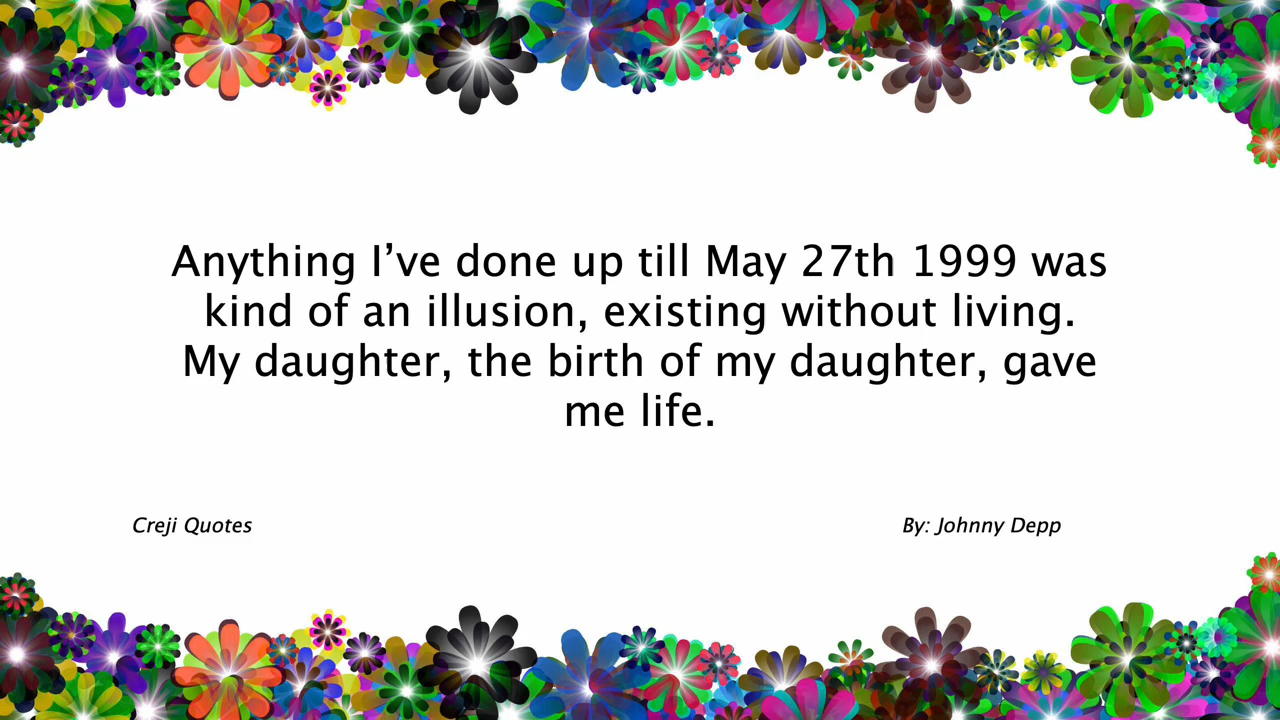 Anything I’ve done up till May 27th 1999 was
kind of an illusion, existing without living.
My daughter, the birth of my daughter, gave
me life.
Creji Quotes
By: Johnny Depp